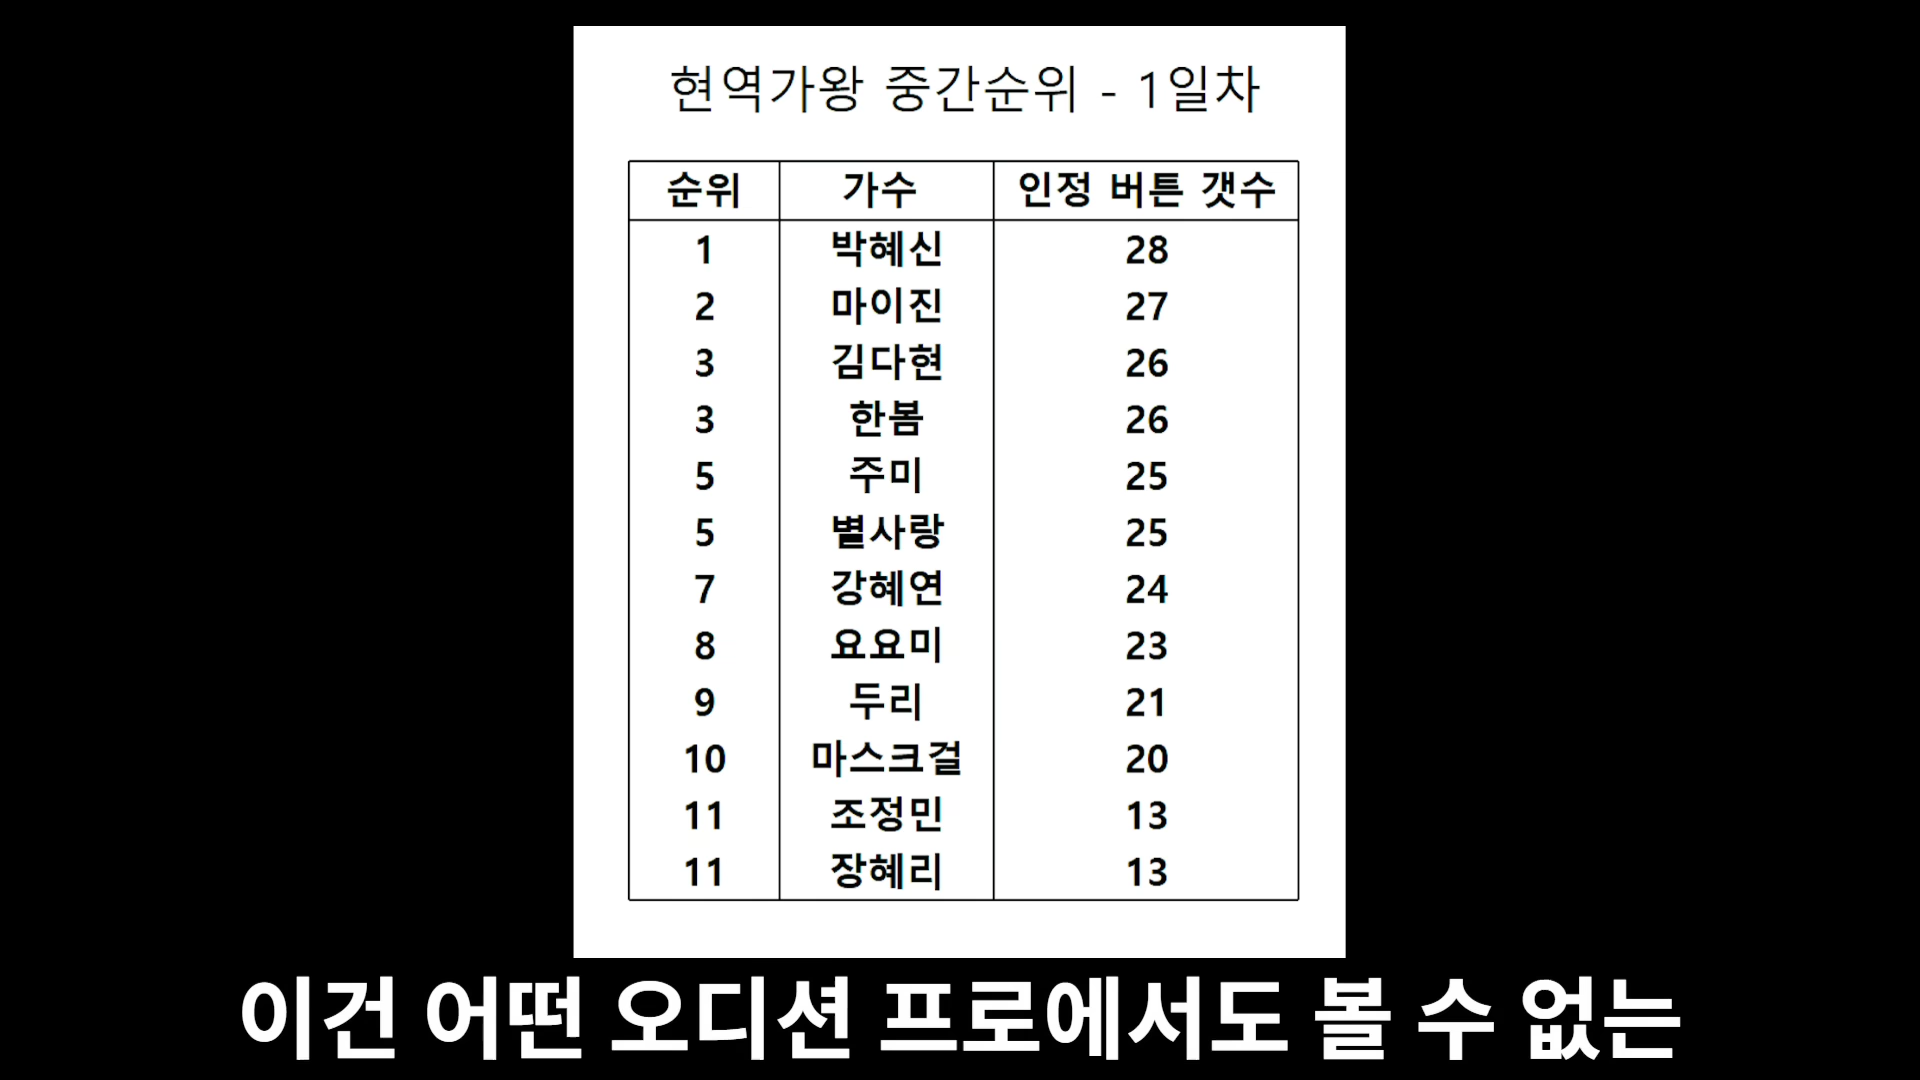 현역가왕 중간순위 - 1일차
순위 가수 인정 버튼 갯수
1 박혜신 28
2 마이진 27
3 김다현 26
3 한봄 26
5 주미 25
5 별사랑 25
7 강혜연 24
8 요요미 23
9 두리 21
10 마스크걸 20
11 조정민 13
11 장혜리 13
이건 어떤 오디션 프로에서도 볼 수 없는